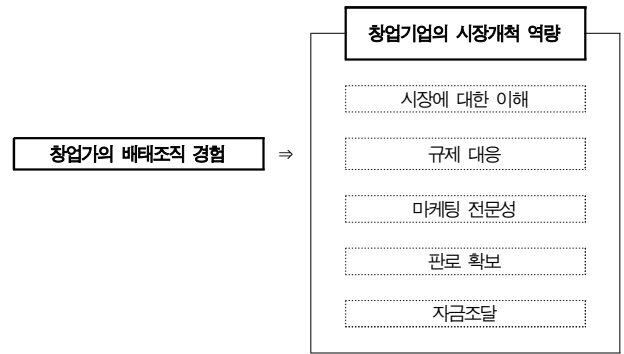 창업기업의 시장개척 역량
시장에 대한 이해
창업가의 배태조직 경험 ⇒
규제 대응
마케팅 전문성
판로 확보
자금조달